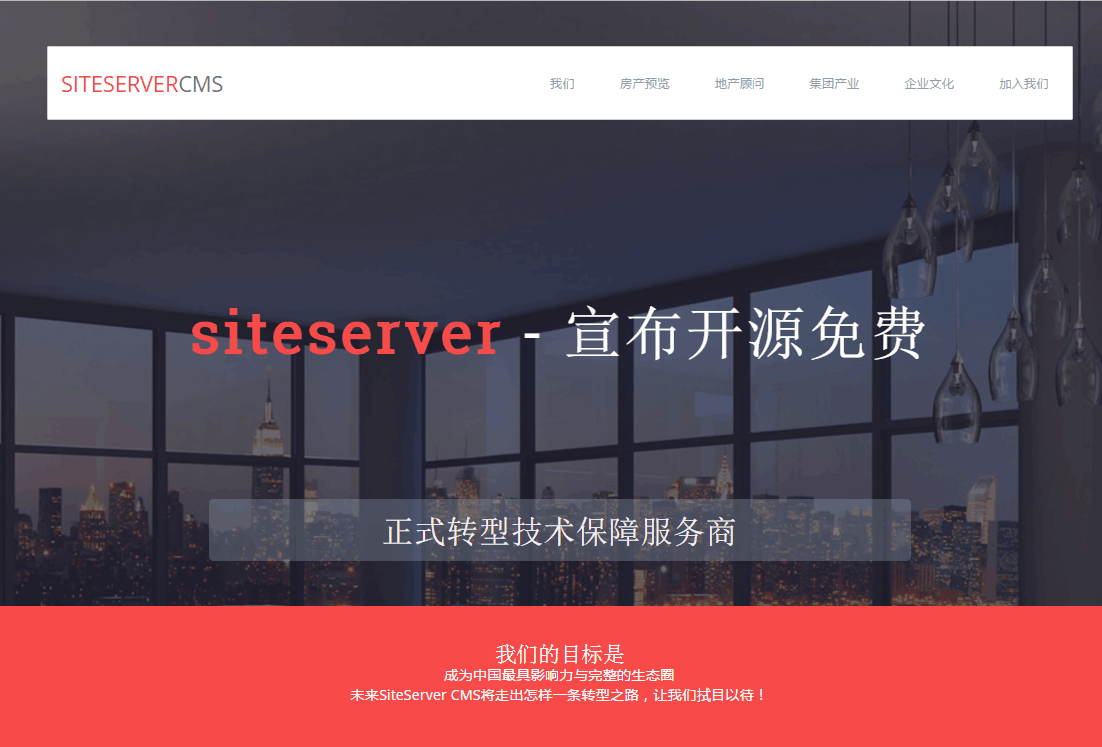 SITESERVERCMS
我们 房产预览 地产顾问 集团产业 企业文化 加入我们
siteserver - 宣布开源免费
正式转型技术保障服务商
我们的目标是
成为中国最具影响力与完整的生态圈
未来SiteServer CMS将走出怎样一条转型之路，让我们拭目以待！